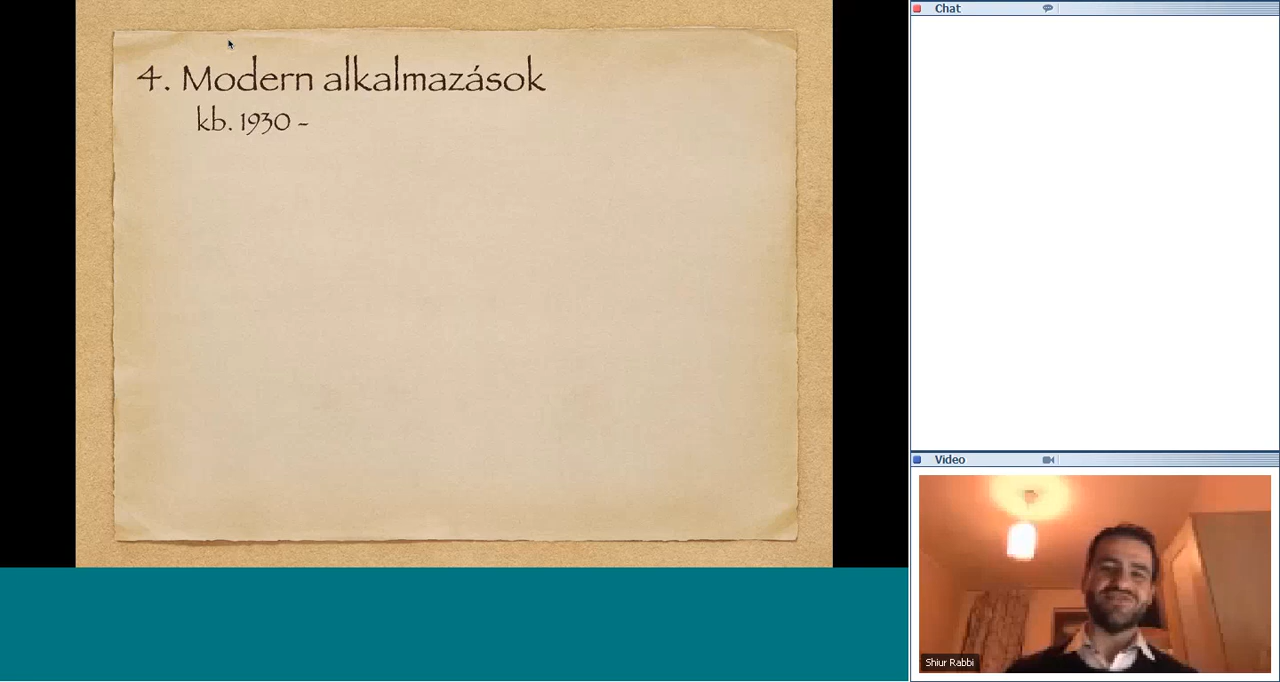 4. Modern alkalmazások
kb. 1930 -
Chat
Video
Shiur Rabbi